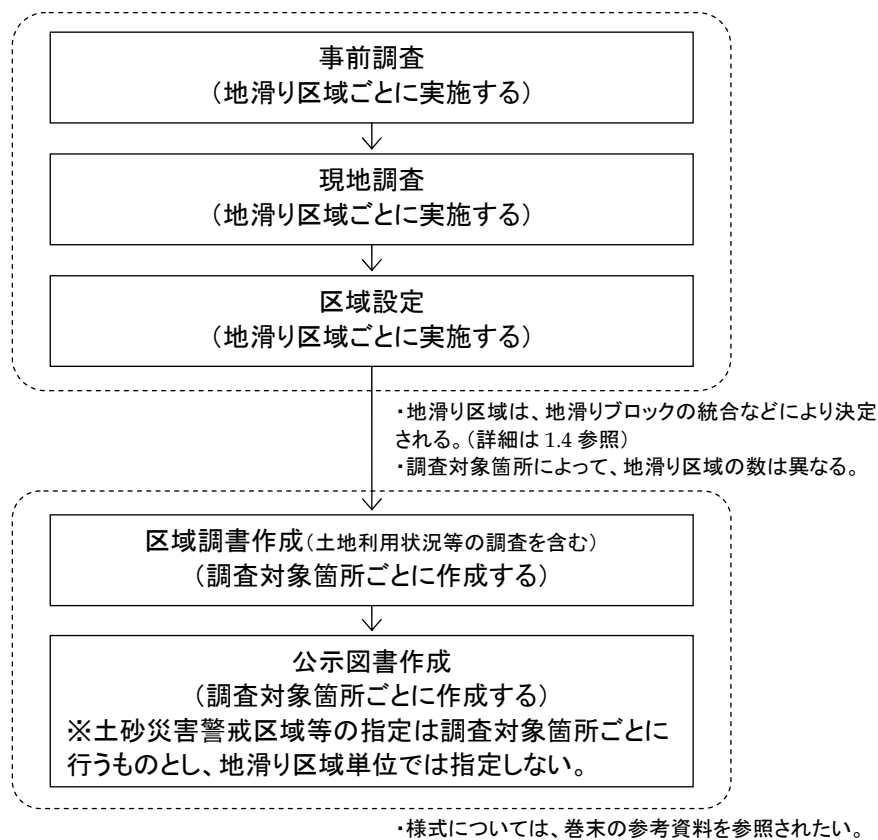 事前調査
（地滑り区域ごとに実施する）
現地調査
（地滑り区域ごとに実施する）
区域設定
（地滑り区域ごとに実施する）
・地滑り区域は、地滑りブロックの統合などにより決定
される。（詳細は 1.4 参照）
・調査対象箇所によって、地滑り区域の数は異なる。
区域調書作成（土地利用状況等の調査を含む）
（調査対象箇所ごとに作成する）
公示図書作成
（調査対象箇所ごとに作成する）
※土砂災害警戒区域等の指定は調査対象箇所ごとに
行うものとし、地滑り区域単位では指定しない。
・様式については、巻末の参考資料を参照されたい。